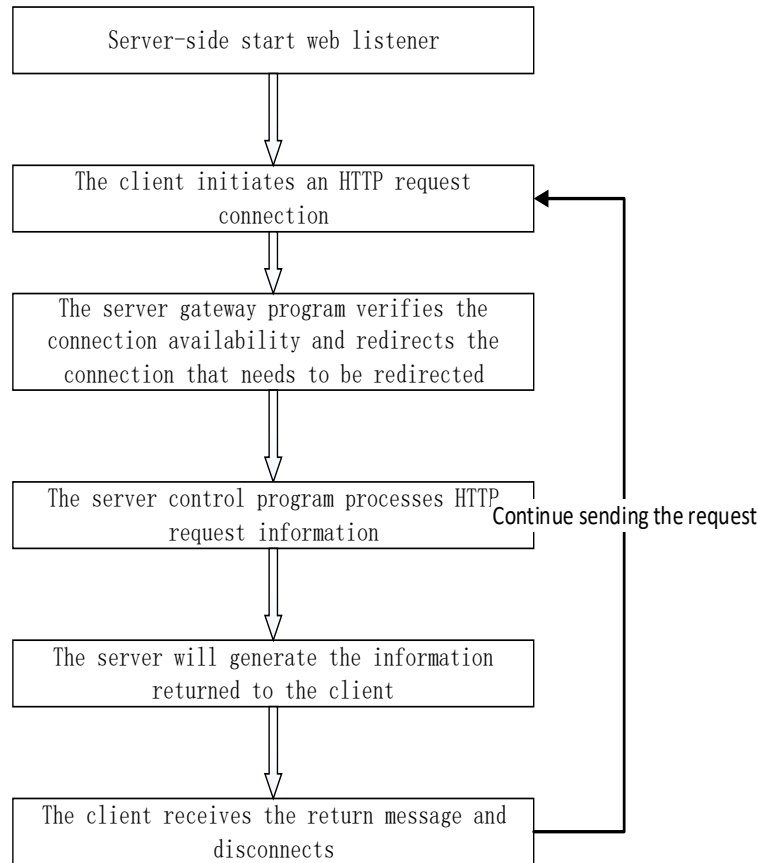 Server-side start web listener
The client initiates an HTTP request
connection
The server gateway program verifies the
connection availability and redirects the
connection that needs to be redirected
The server control program processes HTTP
request information
Continue sending the request
The server will generate the information
returned to the client
The client receives the return message and
disconnects